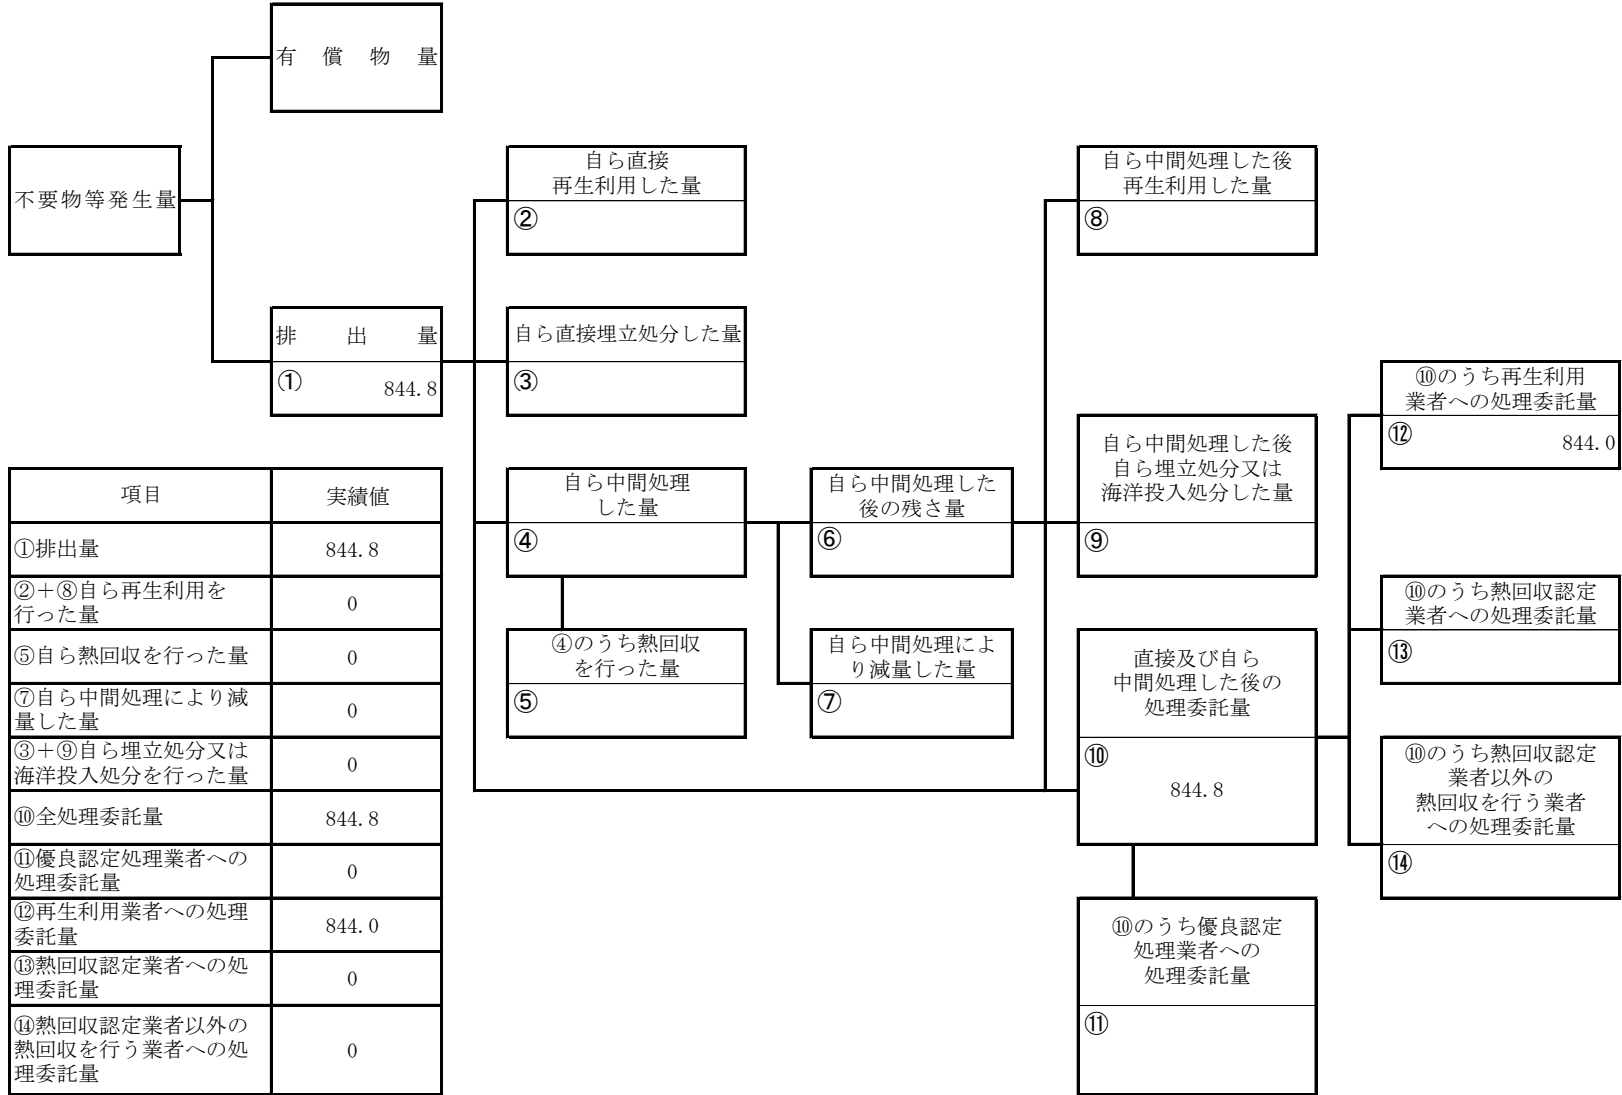 有償物量
不要物等発生量
排出量
①
844.8
自ら直接
再生利用した量
②
自ら直接埋立処分した量
③
自ら中間処理
した量
④
④のうち熱回収
を行った量
⑤
自ら中間処理した
後の残さ量
⑥
自ら中間処理によ
り減量した量
⑦
自ら中間処理した後
再生利用した量
⑧
自ら中間処理した後
自ら埋立処分又は
海洋投入処分した量
⑨
直接及び自ら
中間処理した後の
処理委託量
⑩
844.8
⑩のうち優良認定
処理業者への
処理委託量
⑪
⑩のうち再生利用
業者への処理委託量
⑫
844.0
⑩のうち熱回収認定
業者への処理委託量
⑬
⑩のうち熱回収認定
業者以外の
熱回収を行う業者
への処理委託量
⑭
項目 実績値
①排出量 844.8
②+⑧自ら再生利用を
行った量 0
⑤自ら熱回収を行った量 0
⑦自ら中間処理により減
量した量 0
③+⑨自ら埋立処分又は
海洋投入処分を行った量 0
⑩全処理委託量 844.8
⑪優良認定処理業者への
処理委託量 0
⑫再生利用業者への処理
委託量 844.0
⑬熱回収認定業者への処
理委託量 0
⑭熱回収認定業者以外の
熱回収を行う業者への処
理委託量 0